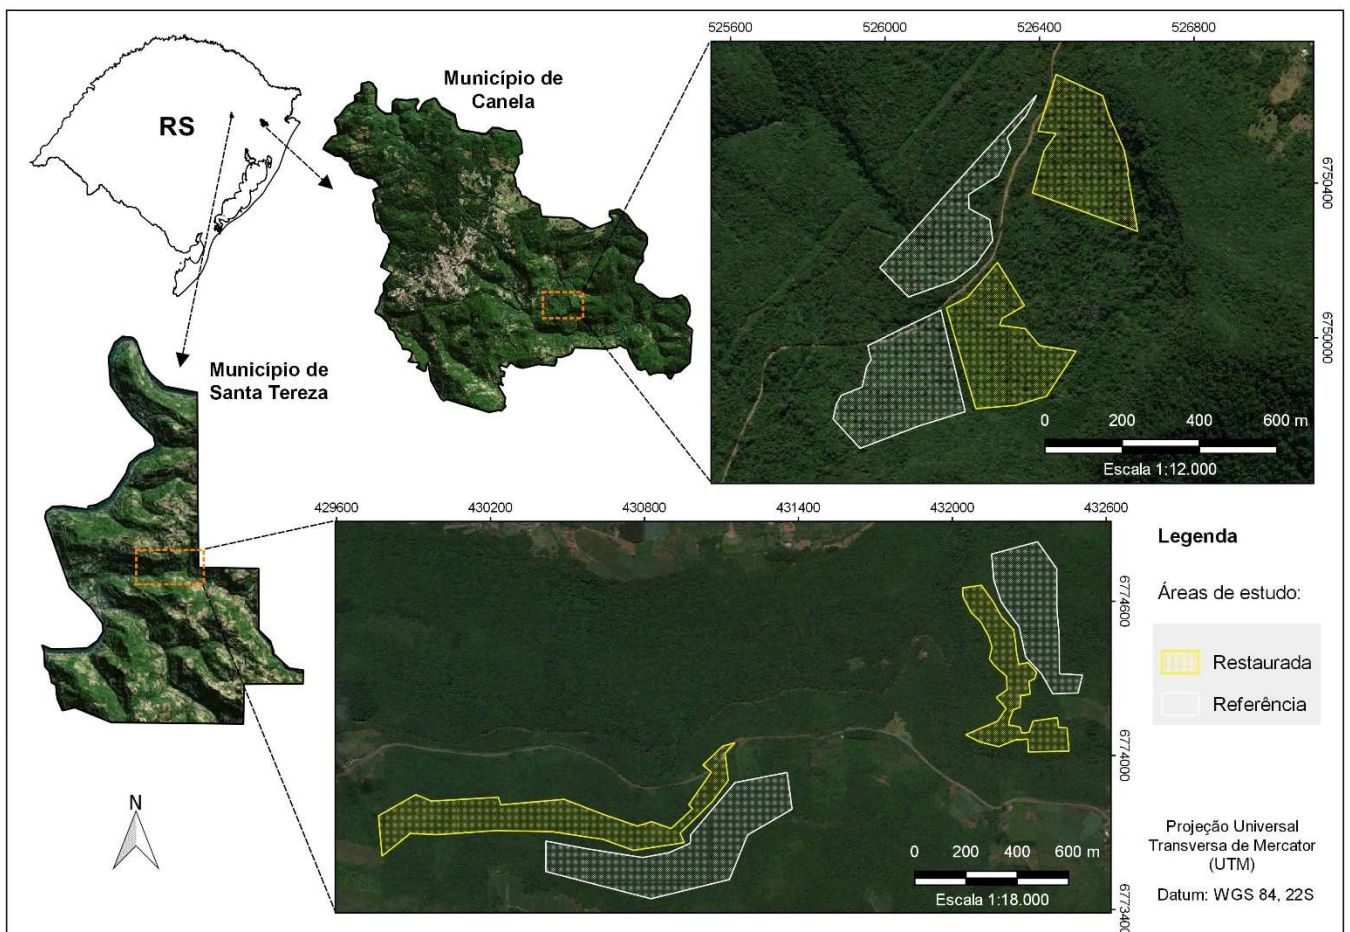 525600 526000 526400 526800
Município de
Canela
RS
6750400
6750000
0 200 400 600 m
Escala 1:12.000
Município de
Santa Tereza
429600 430200 430800 431400 432000 432600
6774600
6774000
6773400
0 200 400 600 m
Escala 1:18.000
Legenda
Áreas de estudo:
Restaurada
Referência
N
Projeção Universal
Transversa de Mercator
(UTM)
Datum: WGS 84, 22S